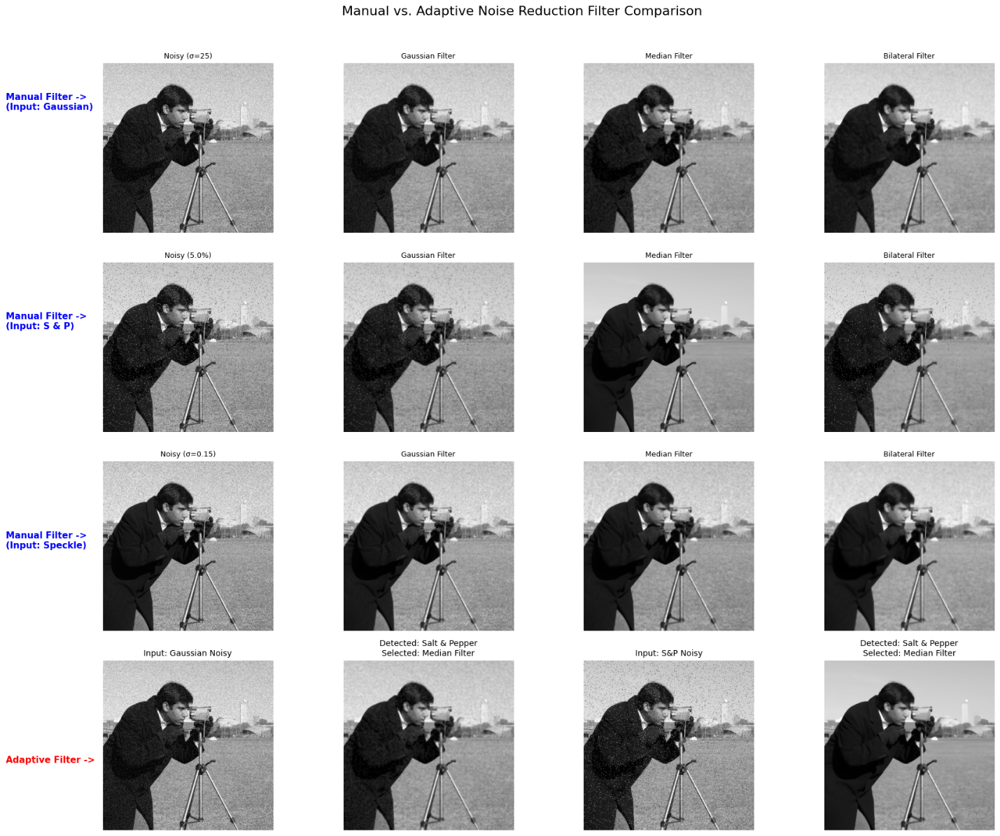 Manual vs. Adaptive Noise Reduction Filter Comparison
Noisy (σ=25)
Gaussian Filter
Median Filter
Bilateral Filter
Manual Filter ->
(Input: Gaussian)
Noisy (5.0%)
Gaussian Filter
Median Filter
Bilateral Filter
Manual Filter ->
(Input: S & P)
Noisy (σ=0.15)
Gaussian Filter
Median Filter
Bilateral Filter
Manual Filter ->
(Input: Speckle)
Input: Gaussian Noisy
Detected: Salt & Pepper
Selected: Median Filter
Input: S&P Noisy
Detected: Salt & Pepper
Selected: Median Filter
Adaptive Filter ->